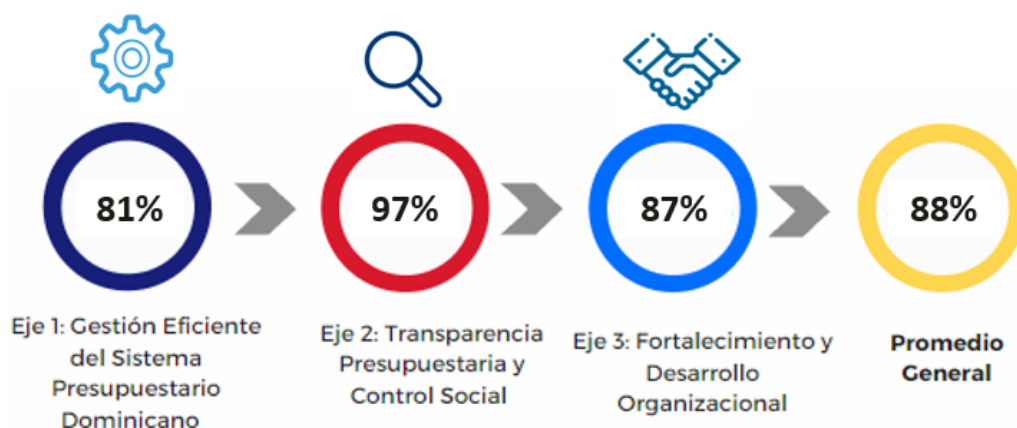 81%
97%
87%
88%
Eje 1: Gestión Eficiente
del Sistema
Presupuestario
Dominicano
Eje 2: Transparencia
Presupuestaria y
Control Social
Eje 3: Fortalecimiento y
Desarrollo
Organizacional
Promedio
General